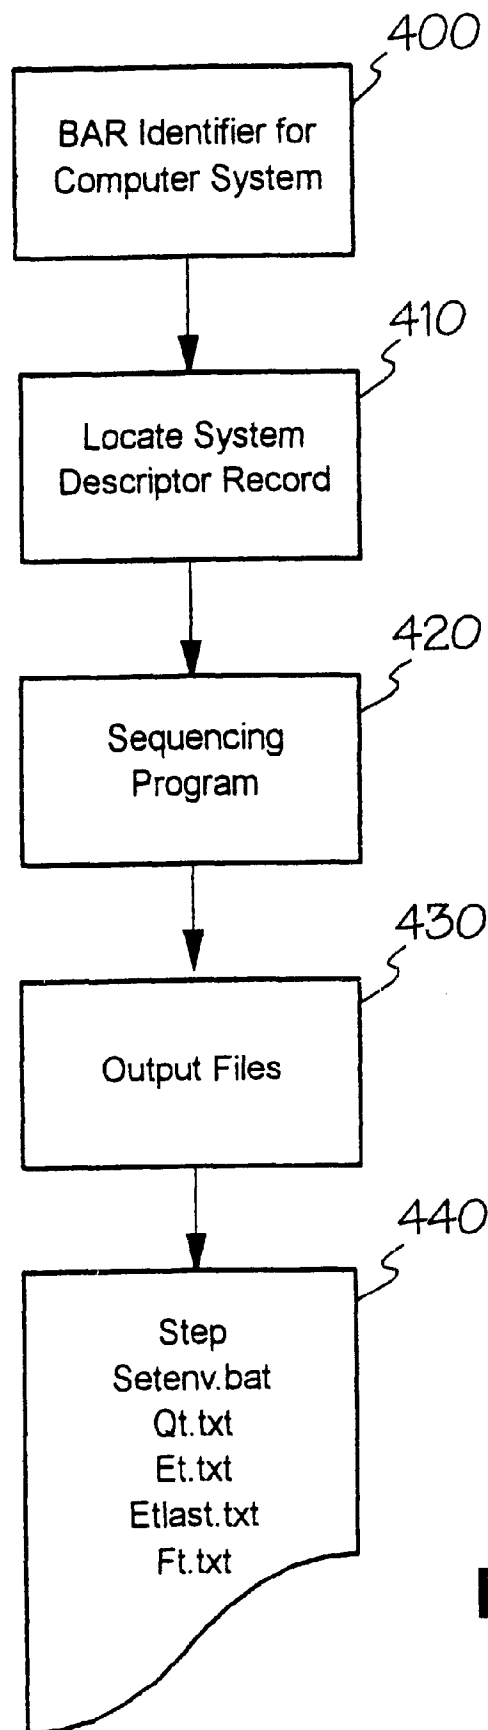 400
BAR Identifier for
Computer System
410
Locate System
Descriptor Record
420
Sequencing
Program
430
Output Files
440
Step
Setenv.bat
Qt.txt
Et.txt
Etlast.txt
Ft.txt